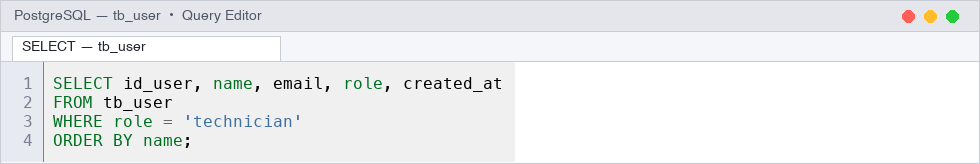 PostgreSQL — tb_user • Query Editor
SELECT — tb_user
1 SELECT id_user, name, email, role, created_at
2 FROM tb_user
3 WHERE role = 'technician'
4 ORDER BY name;